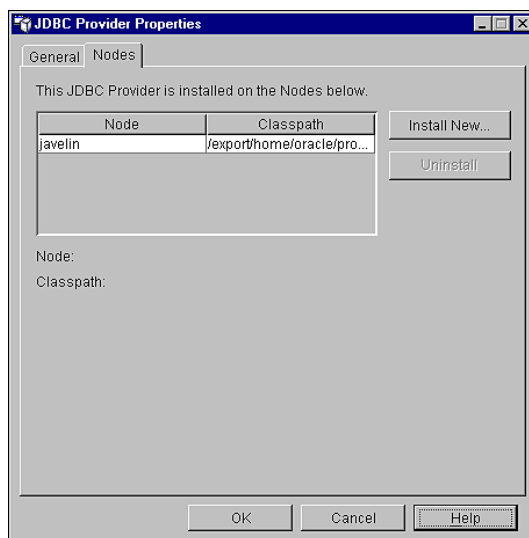 JDBC Provider Properties
General Nodes
This JDBC Provider is installed on the Nodes below.
Node Classpath
javelin /export/home/oracle/pro...
Install New...
Uninstall
Node:
Classpath:
OK Cancel Help